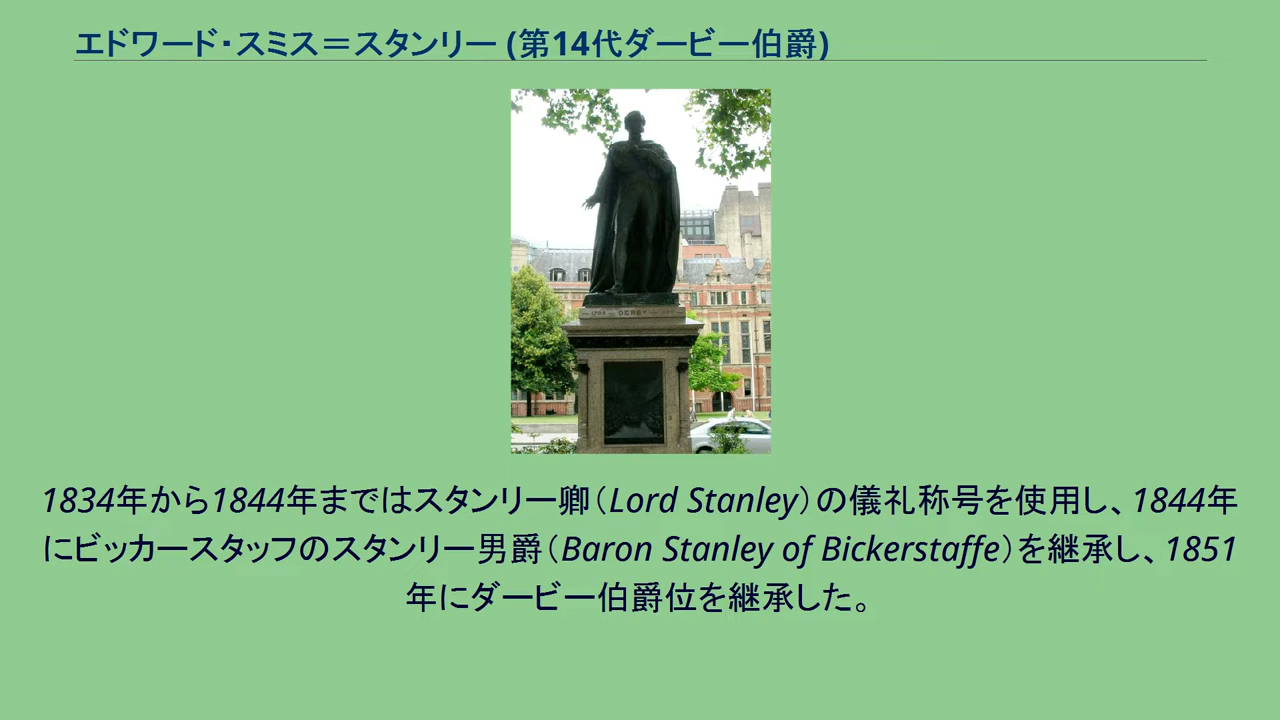 エドワード・スミス＝スタンリー (第14代ダービー伯爵)
DERBY
1834年から1844年まではスタンリー卿（Lord Stanley）の儀礼称号を使用し、1844年
にビッカースタッフのスタンリー男爵（Baron Stanley of Bickerstaffe）を継承し、1851
年にダービー伯爵位を継承した。